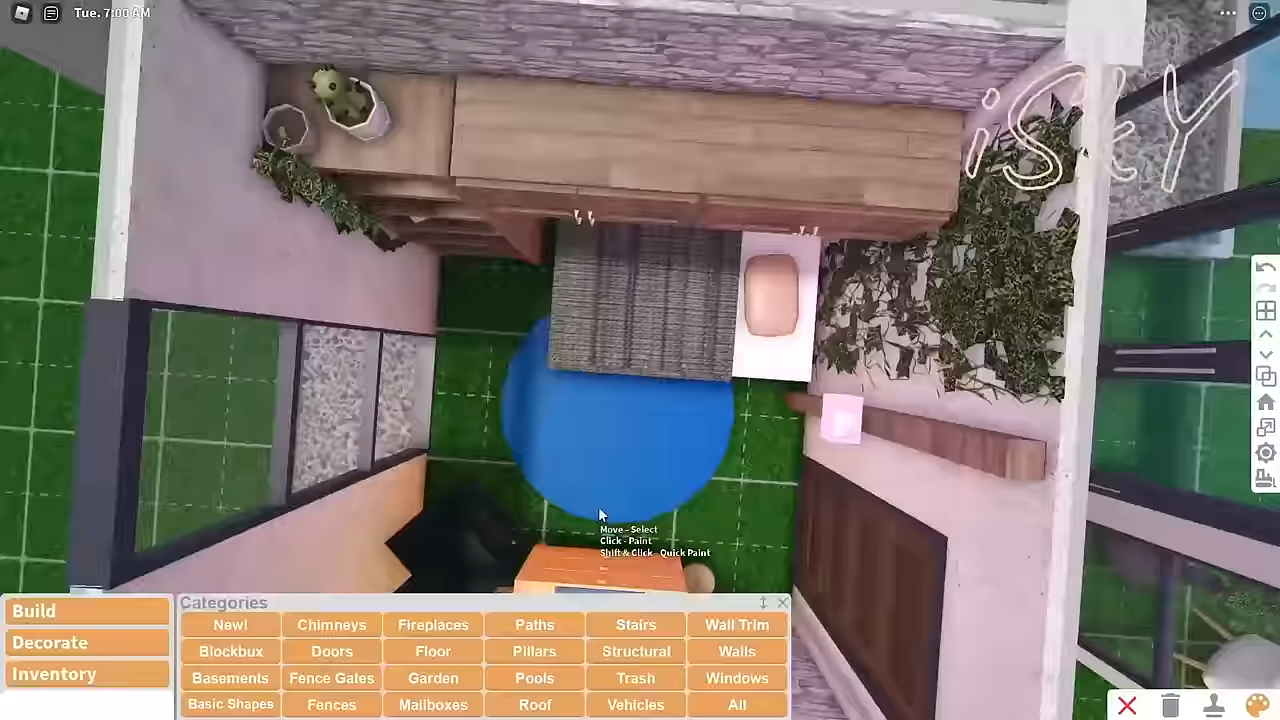 Tue. 7:00 AM
iSkY
Move - Select
Click - Paint
Shift & Click - Quick Paint
Build
Decorate
Inventory
Categories
New! Chimneys Fireplaces Paths Stairs Wall Trim
Blockbux Doors Floor Pillars Structural Walls
Basements Fence Gates Garden Pools Trash Windows
Basic Shapes Fences Mailboxes Roof Vehicles All